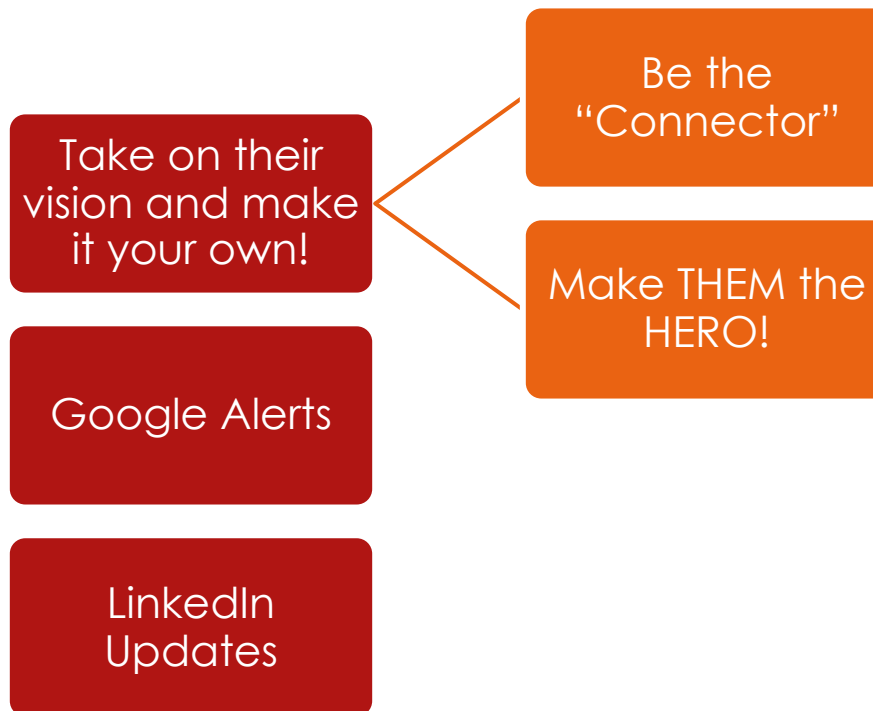 Take on their
vision and make
it your own!
Be the
“Connector”
Make THEM the
HERO!
Google Alerts
LinkedIn
Updates